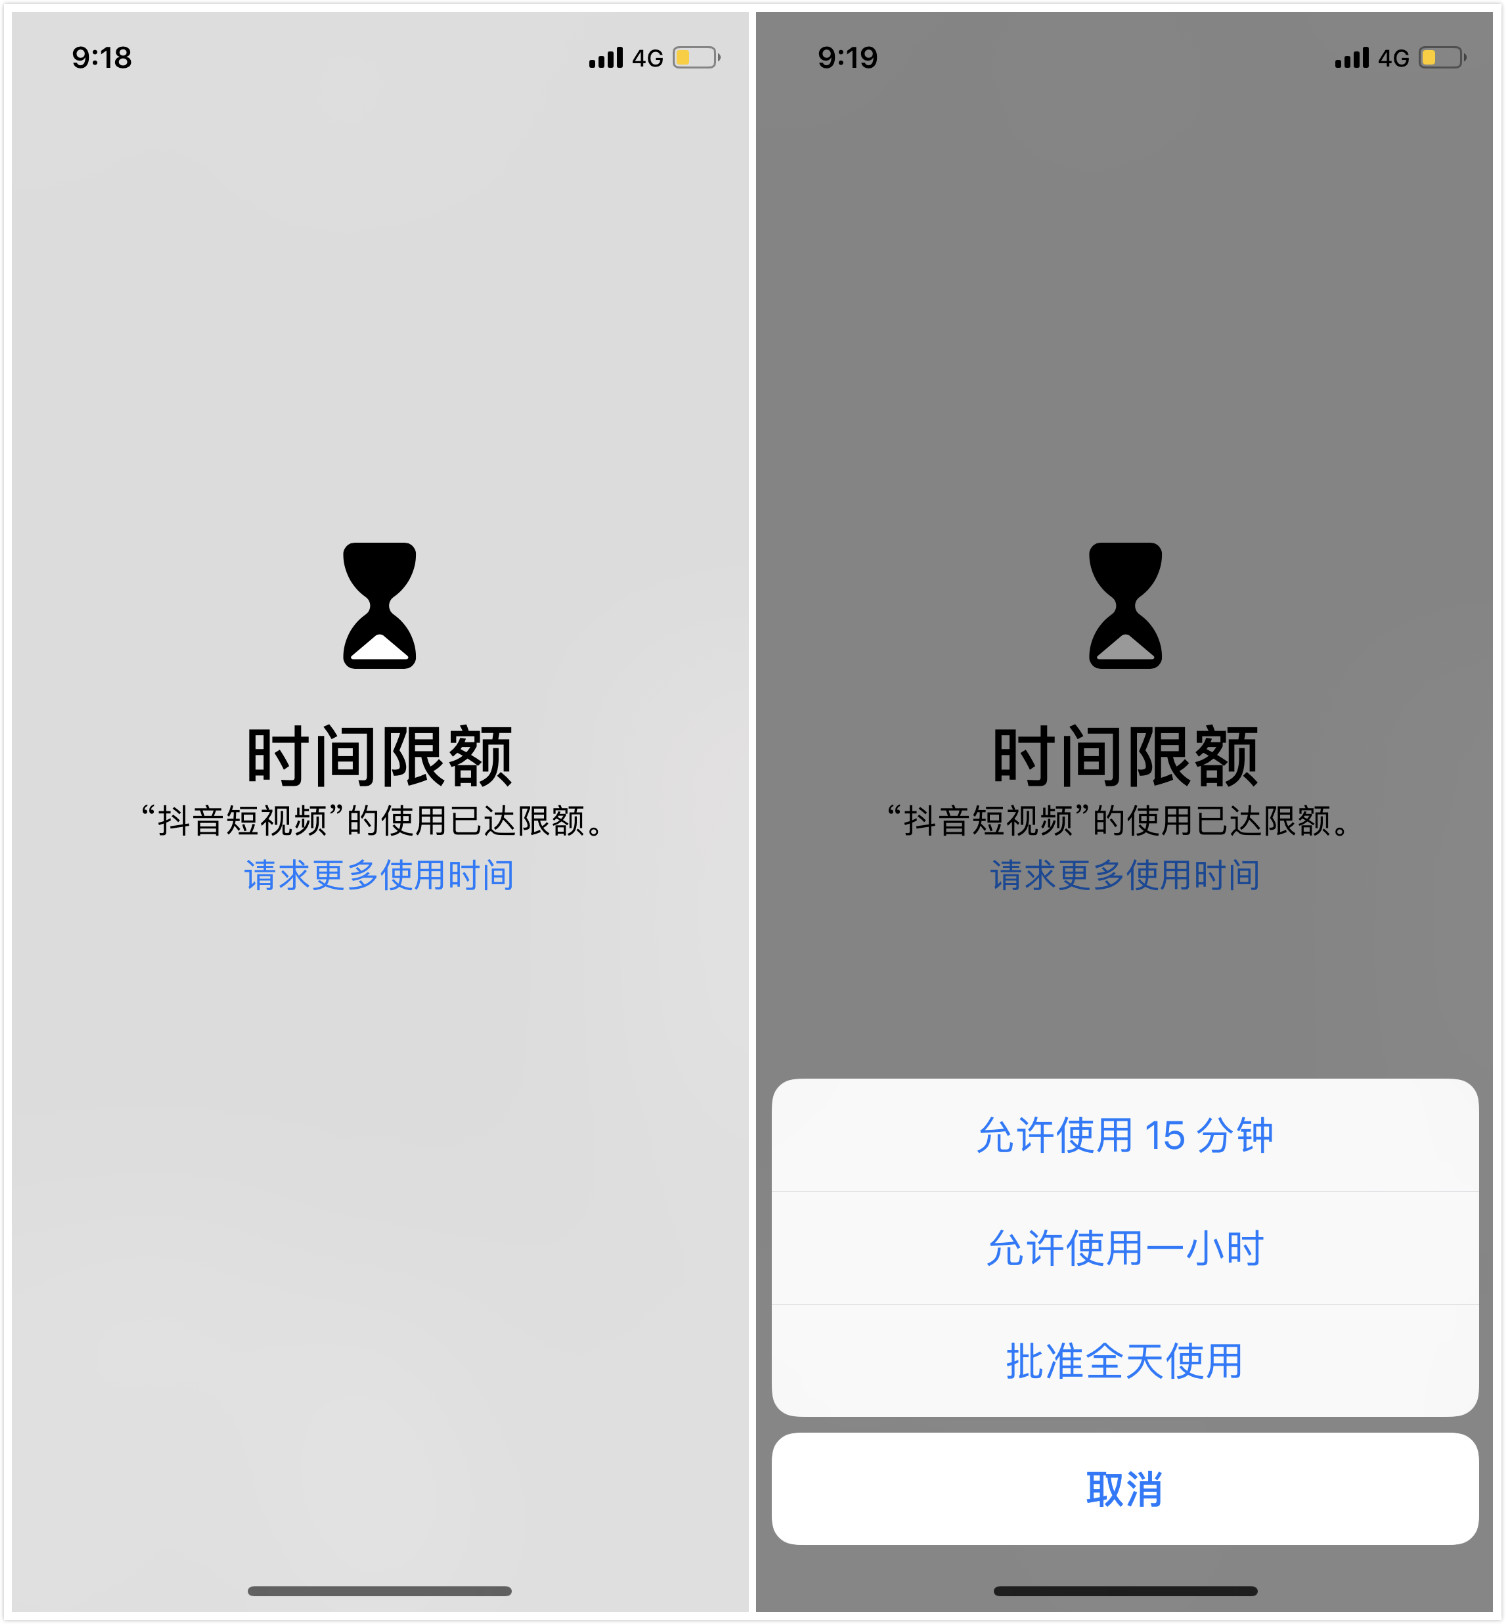 9:18
4G
时间限额
“抖音短视频”的使用已达限额。
请求更多使用时间
9:19
4G
时间限额
“抖音短视频”的使用已达限额。
请求更多使用时间
允许使用 15 分钟
允许使用一小时
批准全天使用
取消